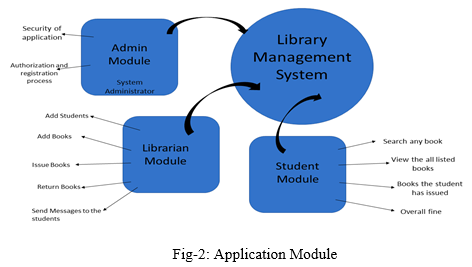 Security of
application
Authorization and
registration
process
Admin
Module
System
Administrator
Library
Management
System
Add Students
Add Books
Issue Books
Return Books
Send Messages to the
students
Librarian
Module
Student
Module
Search any book
View the all listed
books
Books the student
has issued
Overall fine
Fig-2: Application Module